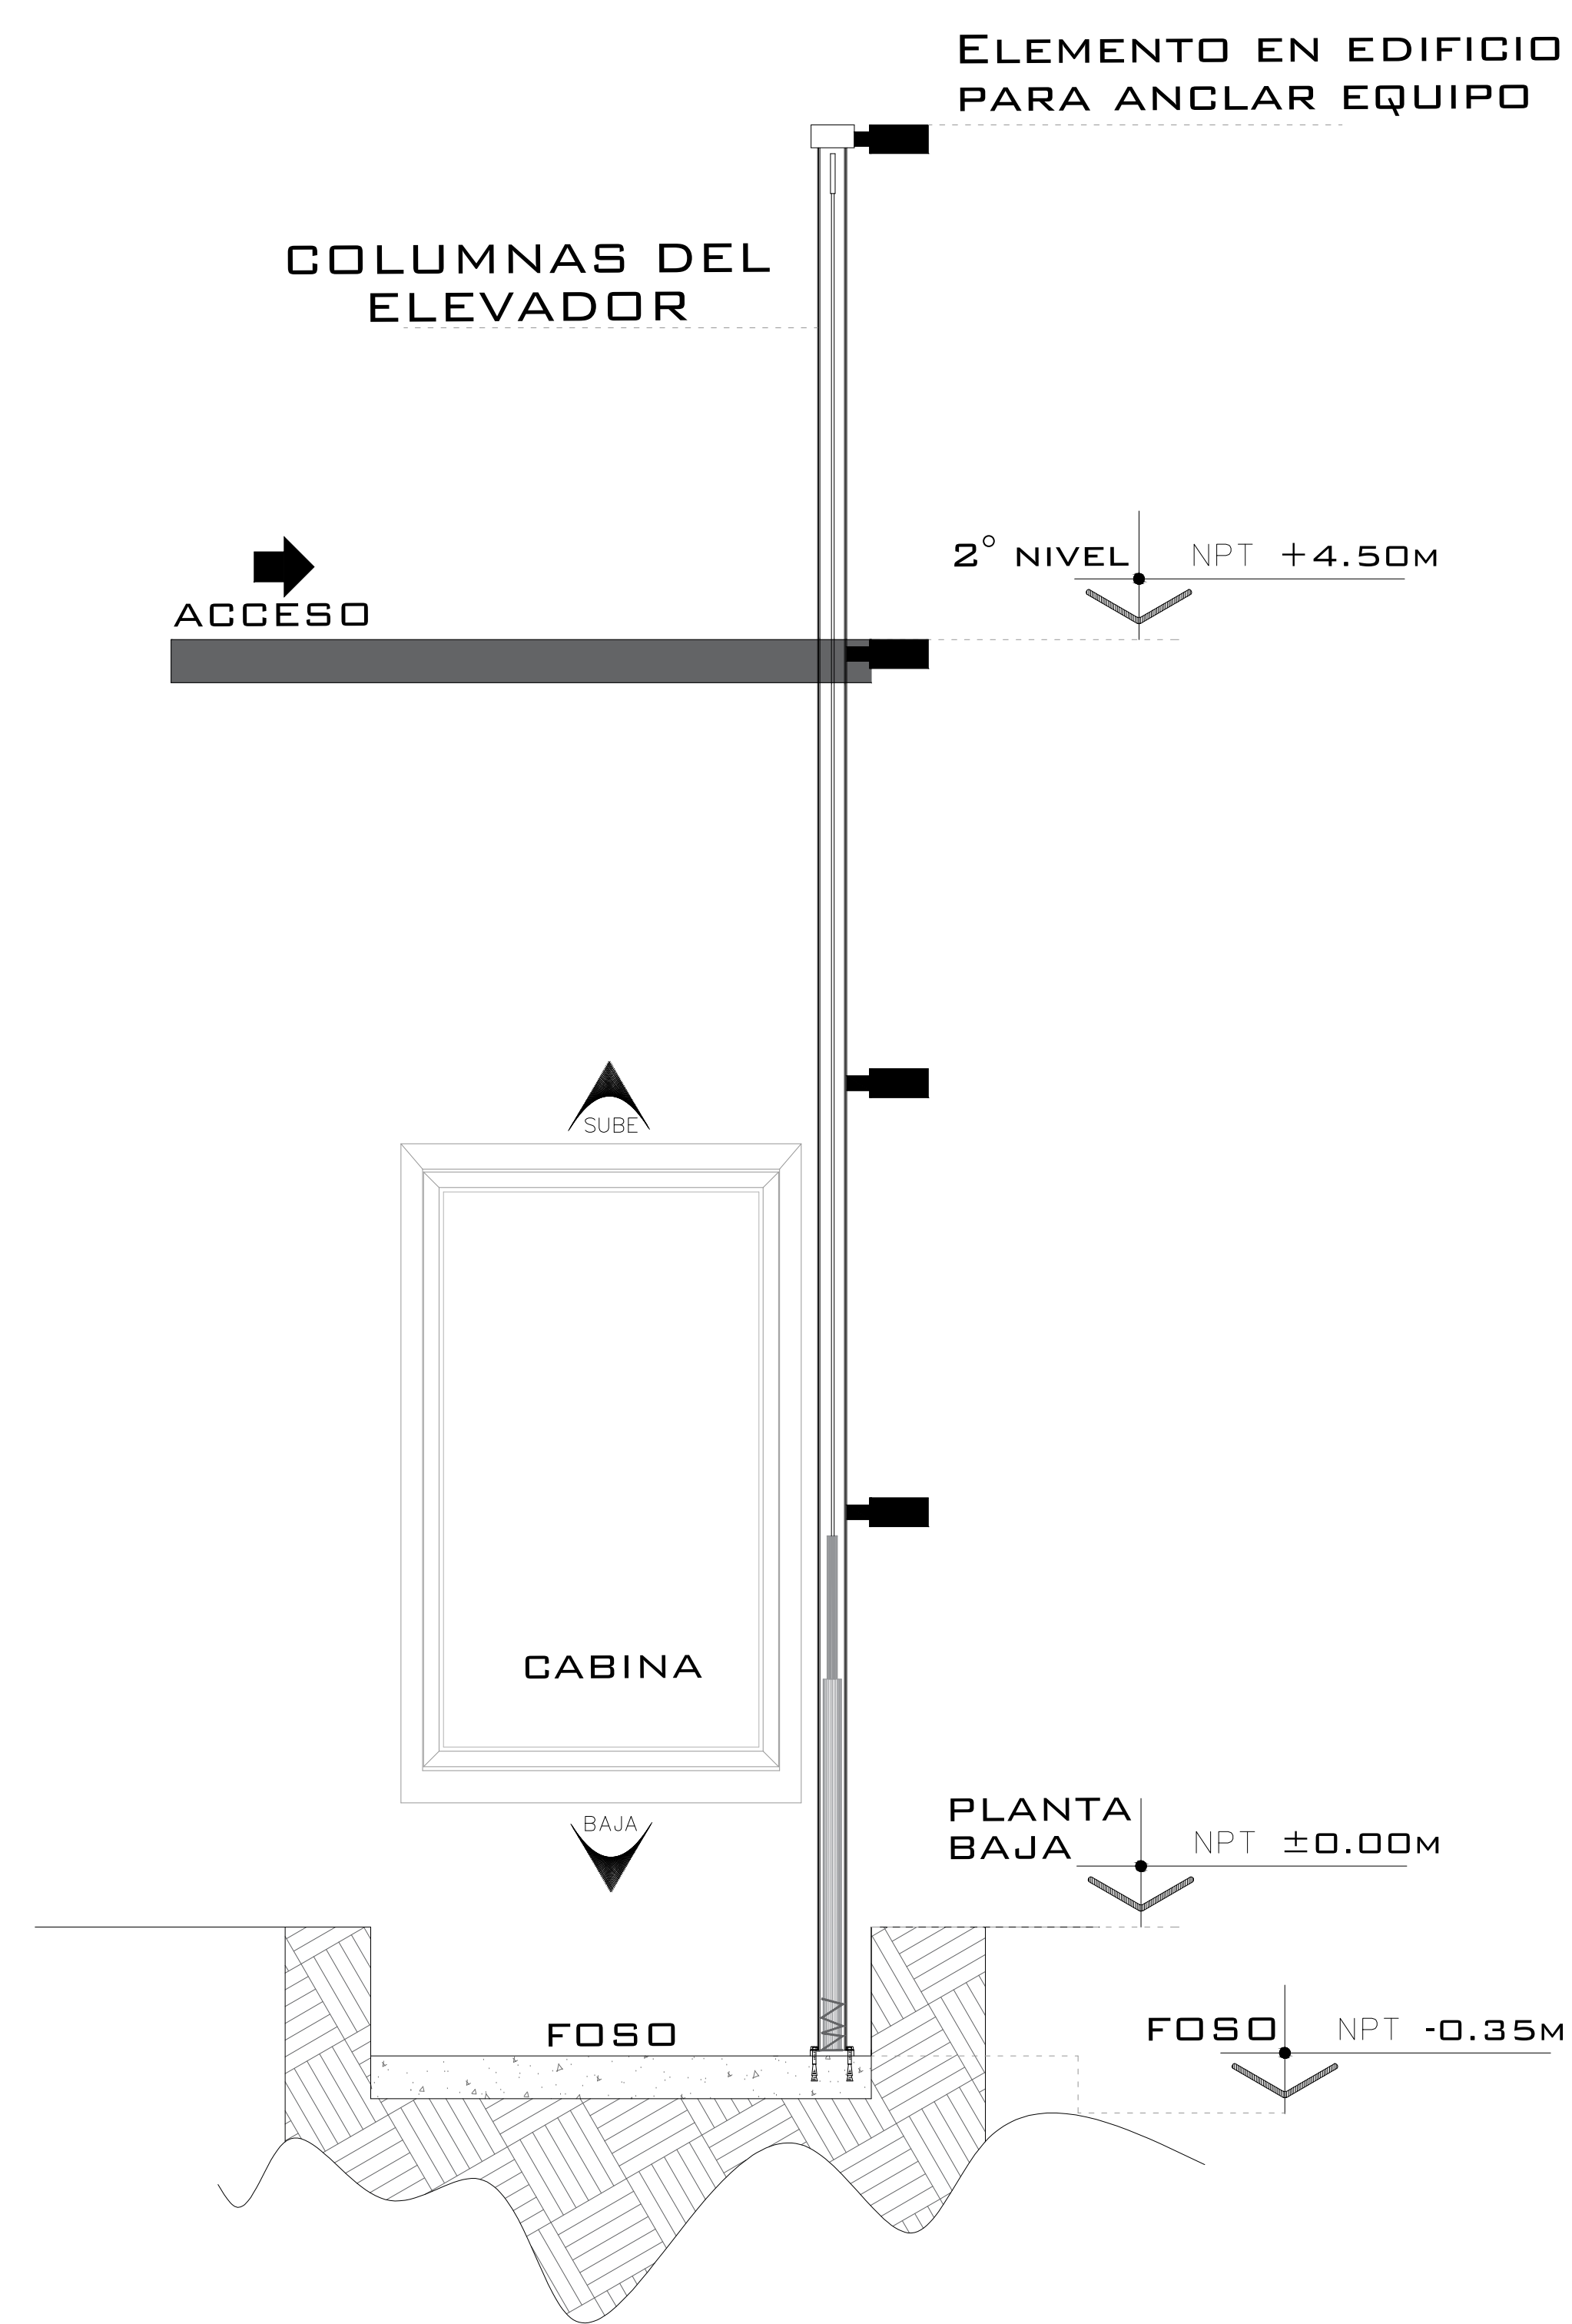 Elemento en edificio
para anclar equipo
COLUMNAS DEL
ELEVADOR
2° NIVEL NPT +4.50M
ACCESO
SUBE
CABINA
BAJA
PLANTA
BAJA NPT ±0.00M
FOSO
FOSO NPT -0.35M